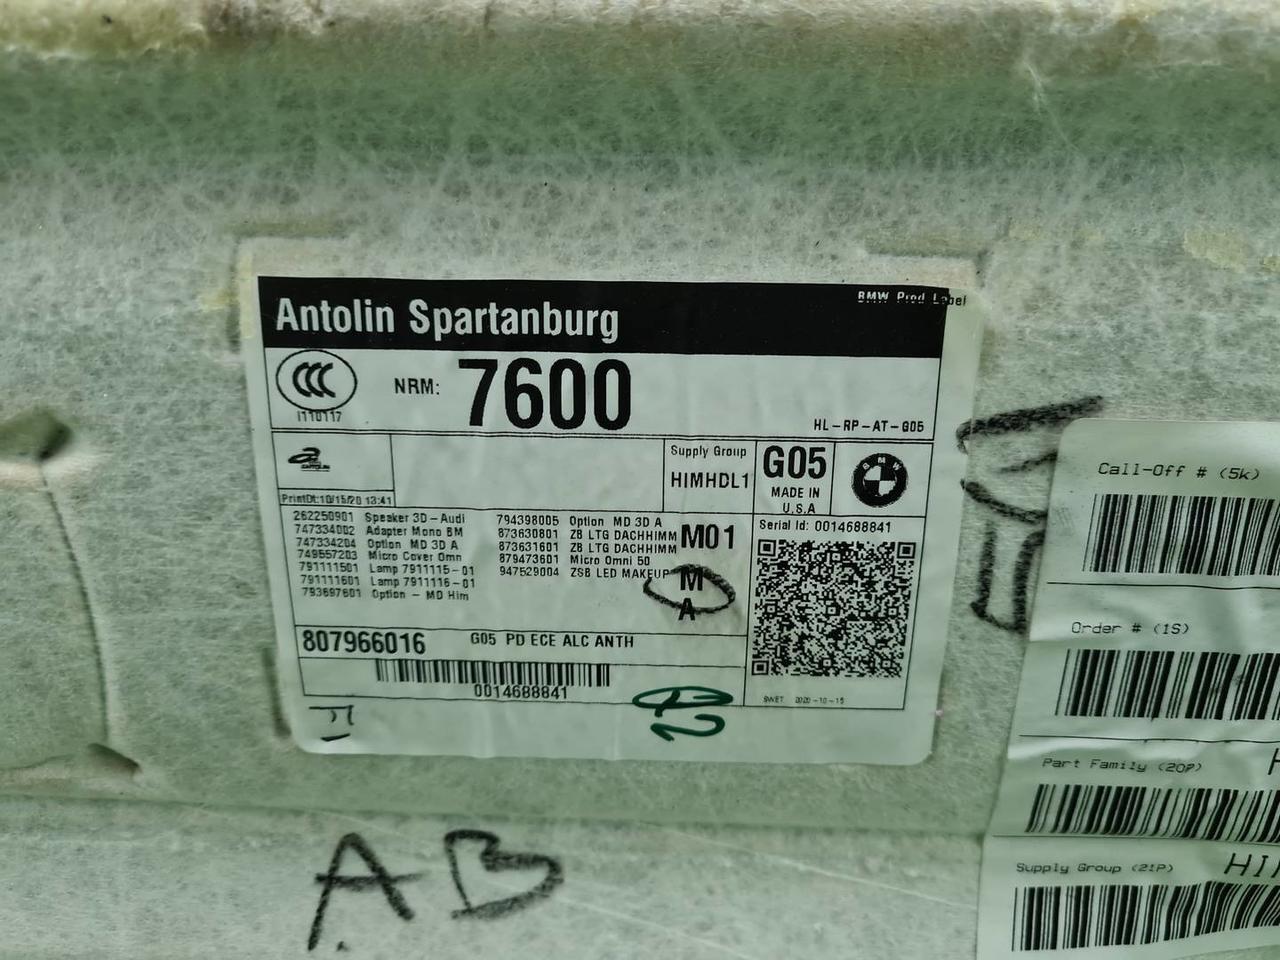 BMW Prod Label
Antolin Spartanburg
CCC
I110117
NRM: 7600
HL-RP-AT-G05
Supply Group
HIMHDL1
G05
MADE IN
U.S.A
BMW
PrintDt:10/15/20 13:41
262250901 Speaker 3D-Audi
747334002 Adapter Mono BM
747334204 Option MD 3D A
749557203 Micro Cover Omn
791111501 Lamp 7911115-01
791111601 Lamp 7911116-01
793697601 Option - MD Him
794398005 Option MD 3D A
873630801 ZB LTG DACHHIMM
873631601 ZB LTG DACHHIMM
879473601 Micro Omni 50
947529004 ZSB LED MAKEUP
M01
M
A
Serial Id: 0014688841
807966016 G05 PD ECE ALC ANTH
0014688841
SWET 2020-10-15
AB
Call-Off # (5k)
Order # (1S)
Part Family (20P)
Supply Group (21P)